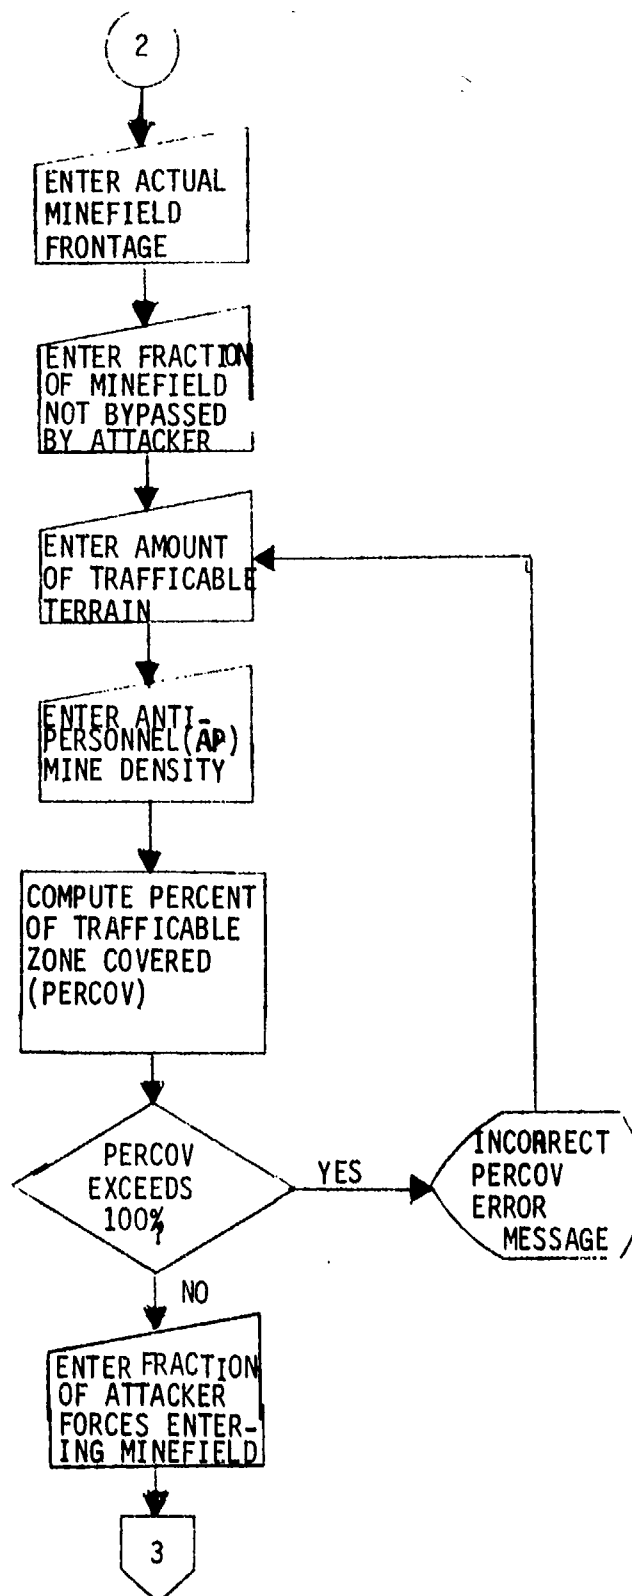 2
ENTER ACTUAL
MINEFIELD
FRONTAGE
ENTER FRACTION
OF MINEFIELD
NOT BYPASSED
BY ATTACKER
ENTER AMOUNT
OF TRAFFICABLE
TERRAIN
ENTER ANTI-
PERSONNEL(AP)
MINE DENSITY
COMPUTE PERCENT
OF TRAFFICABLE
ZONE COVERED
(PERCOV)
PERCOV
EXCEEDS
100%?
YES
INCORRECT
PERCOV
ERROR
MESSAGE
NO
ENTER FRACTION
OF ATTACKER
FORCES ENTER-
ING MINEFIELD
3